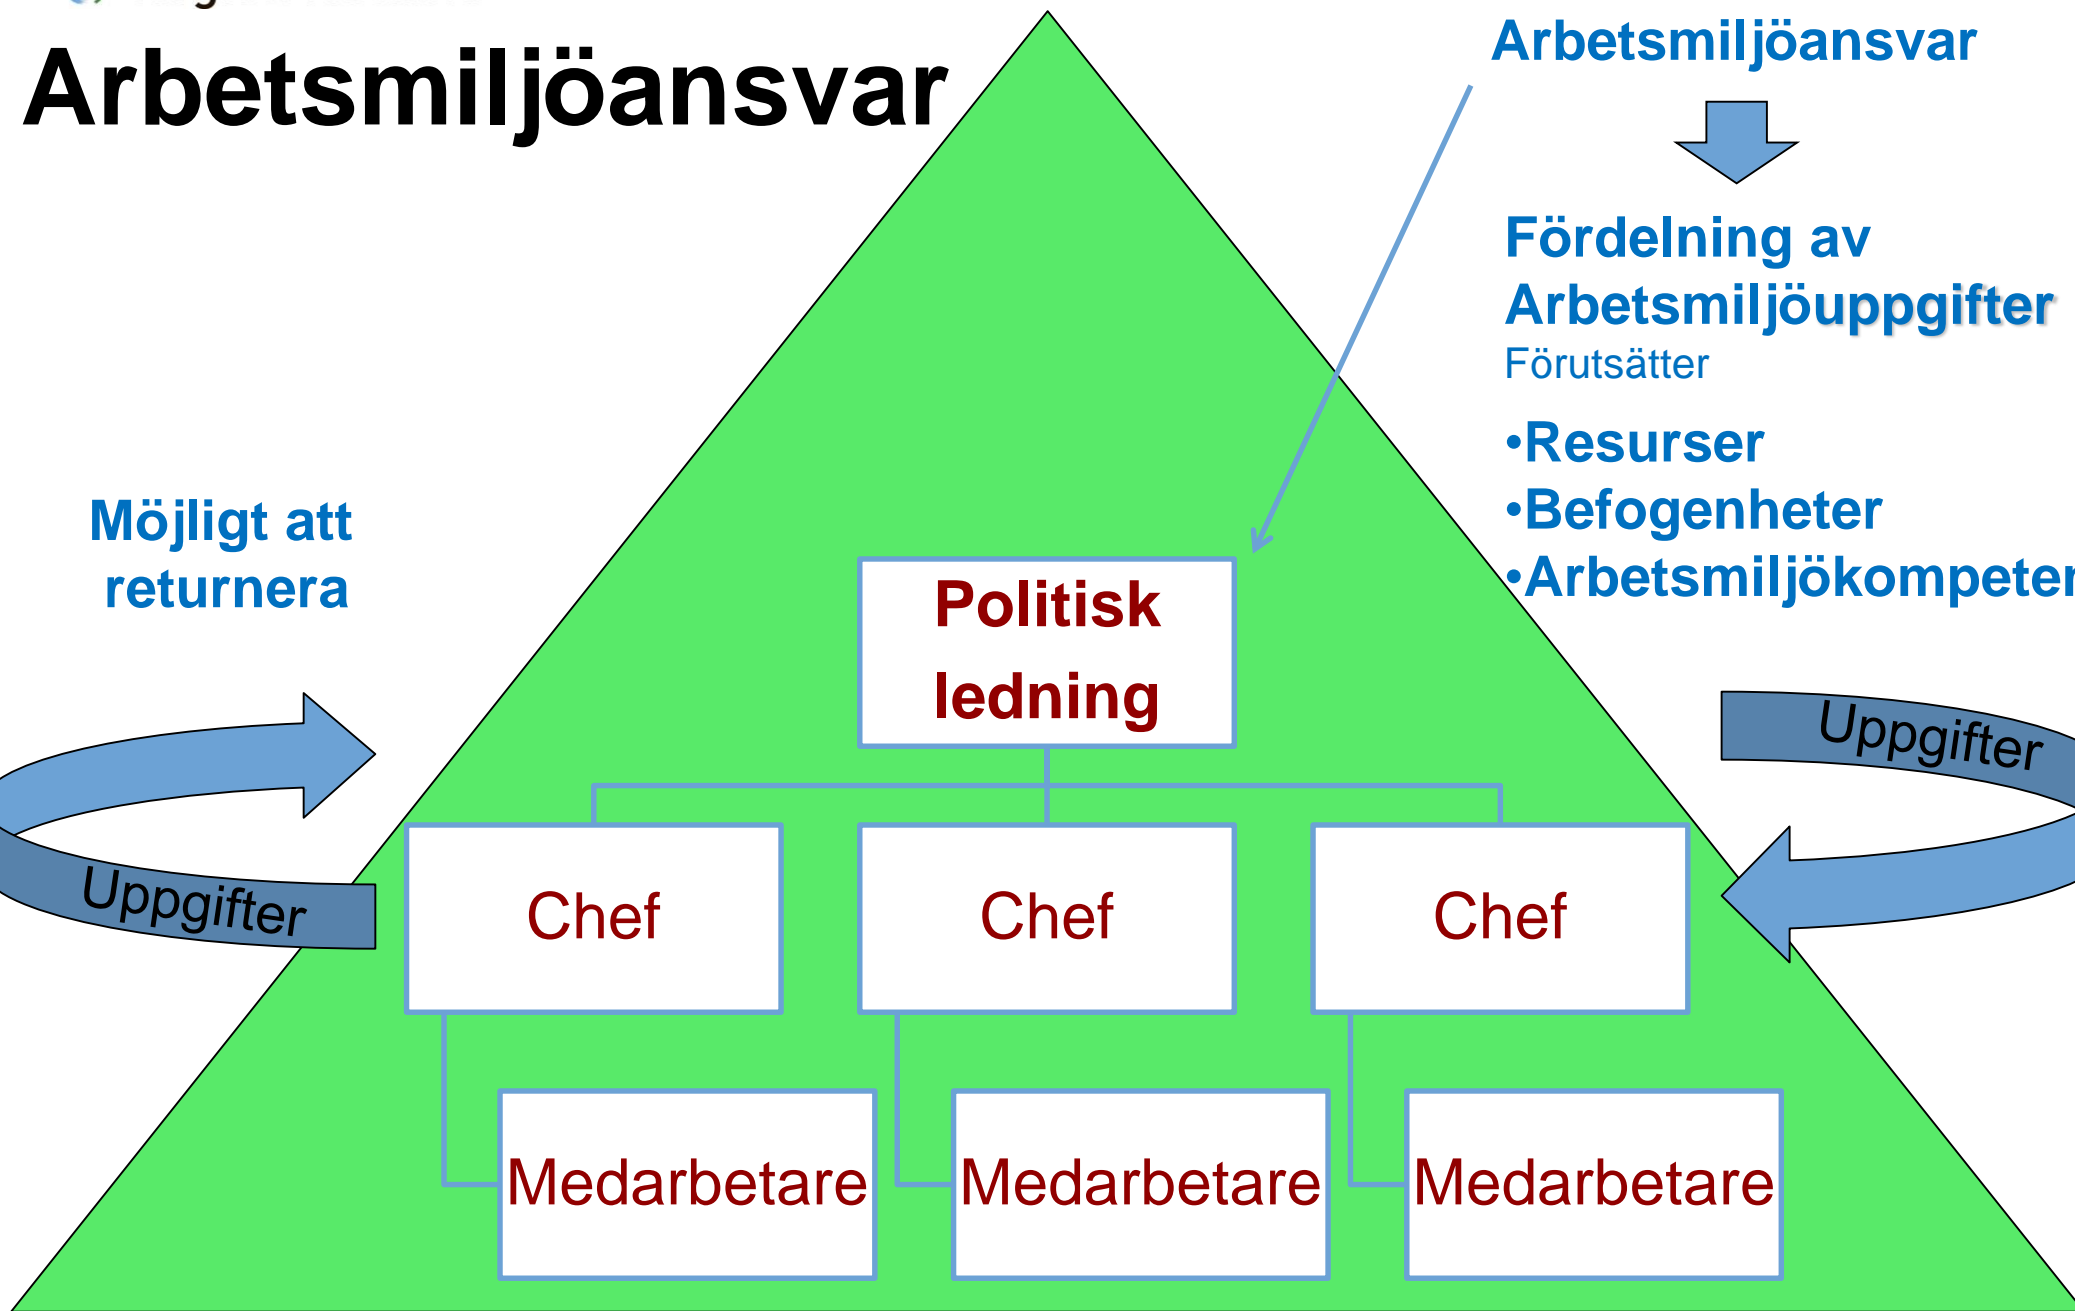 Arbetsmiljöansvar
Arbetsmiljöansvar
Fördelning av
Arbetsmiljöuppgifter
Förutsätter
•Resurser
•Befogenheter
•Arbetsmiljökompeten
Möjligt att
returnera
Uppgifter
Uppgifter
Politisk
ledning
Chef
Chef
Chef
Medarbetare
Medarbetare
Medarbetare